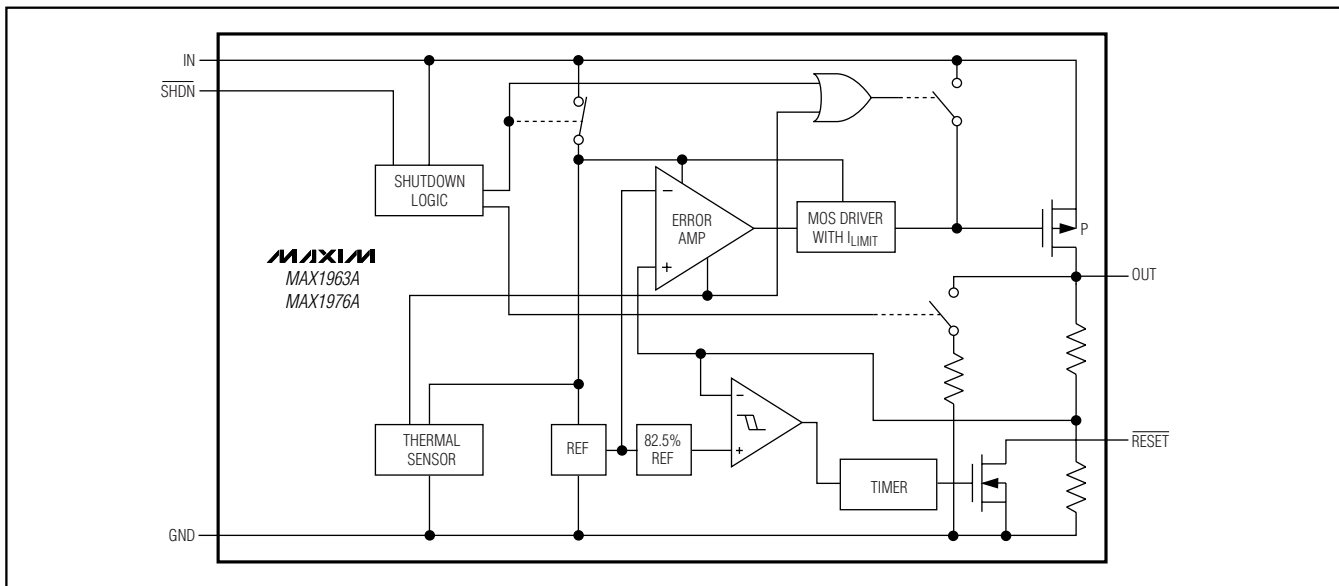 IN
SHDN
SHUTDOWN
LOGIC
−
ERROR
AMP
+
MOS DRIVER
WITH ILIMIT
P
MAXIM
MAX1963A
MAX1976A
OUT
THERMAL
SENSOR
REF
82.5%
REF
−
+
TIMER
RESET
GND